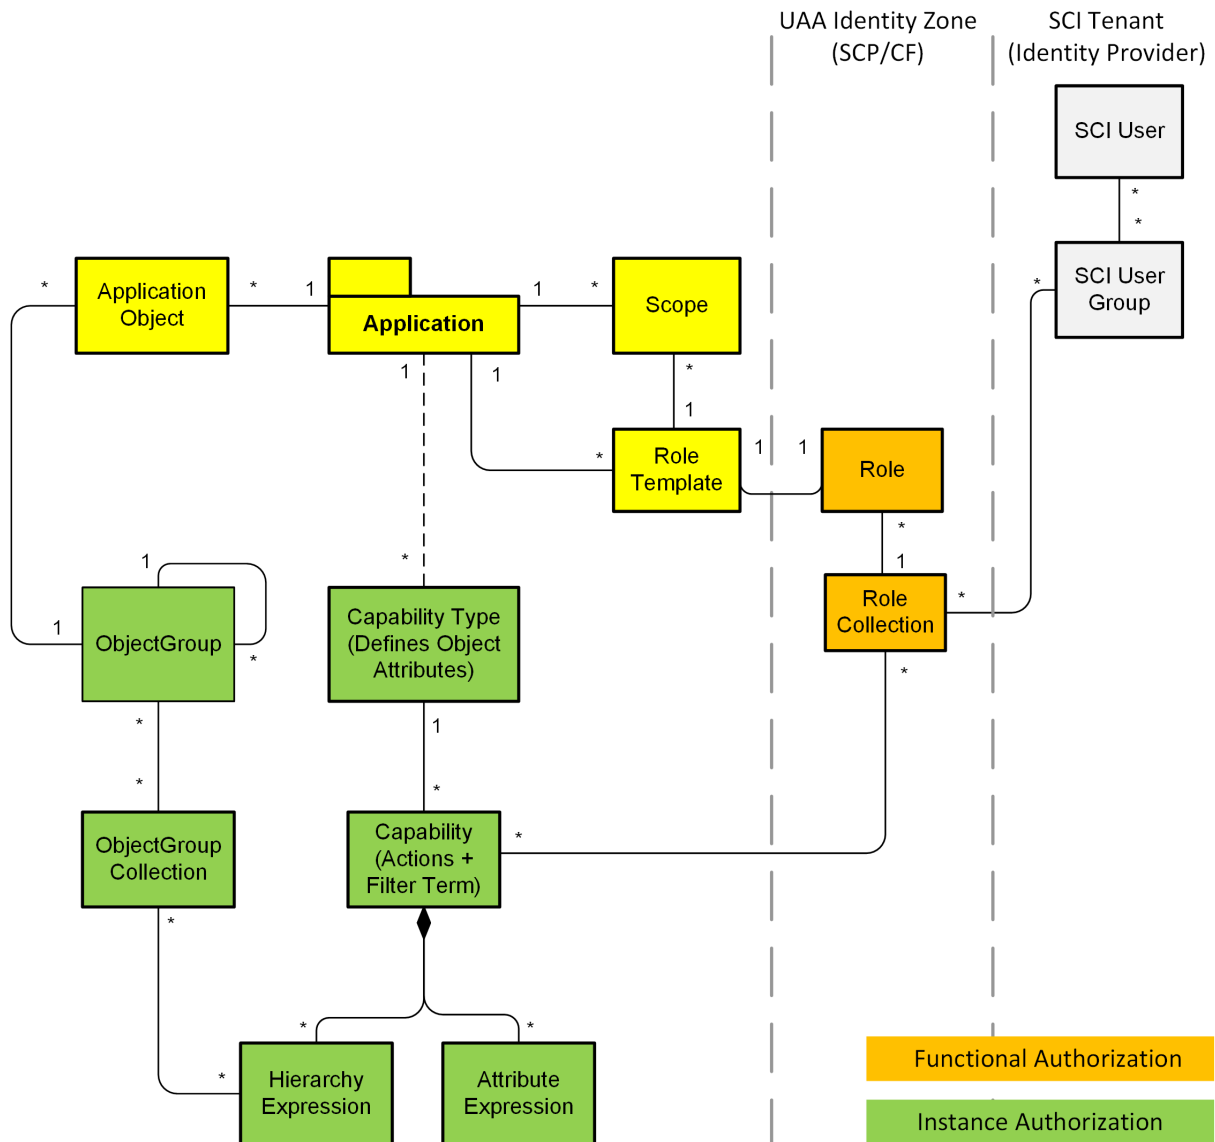 UAA Identity Zone
(SCP/CF)
SCI Tenant
(Identity Provider)
SCI User
*
*
SCI User
Group
*
Application
Object
*
*
1
Application
1
*
Scope
1
1
*
1
*
Role
Template
1
1
Role
*
1
Role
Collection
*
*
*
1
ObjectGroup
1
*
Capability Type
(Defines Object
Attributes)
*
*
1
*
ObjectGroup
Collection
*
Capability
(Actions +
Filter Term)
*
*
*
*
Hierarchy
Expression
Attribute
Expression
Functional Authorization
Instance Authorization